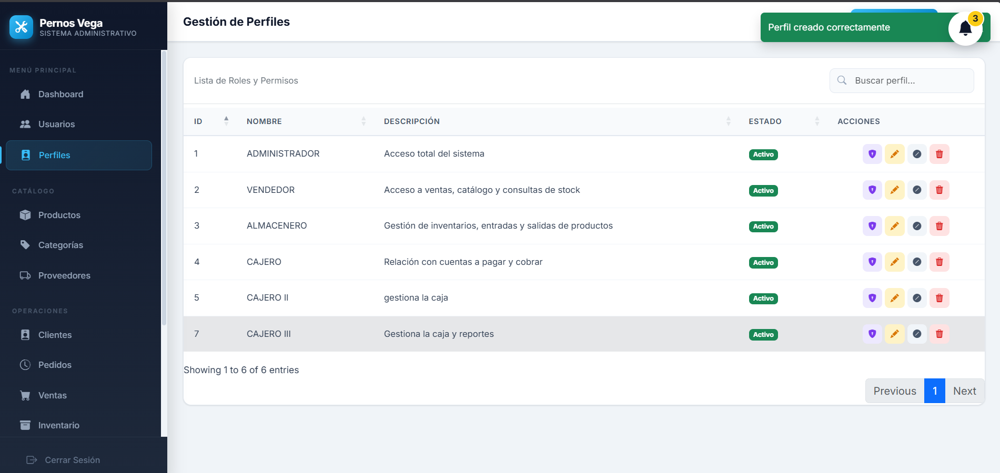 Pernos Vega
SISTEMA ADMINISTRATIVO
MENÚ PRINCIPAL
Dashboard
Usuarios
Perfiles
CATÁLOGO
Productos
Categorías
Proveedores
OPERACIONES
Clientes
Pedidos
Ventas
Inventario
Cerrar Sesión
Gestión de Perfiles
Perfil creado correctamente
3
Lista de Roles y Permisos
Buscar perfil...
ID NOMBRE DESCRIPCIÓN ESTADO ACCIONES
1 ADMINISTRADOR Acceso total del sistema Activo
2 VENDEDOR Acceso a ventas, catálogo y consultas de stock Activo
3 ALMACENERO Gestión de inventarios, entradas y salidas de productos Activo
4 CAJERO Relación con cuentas a pagar y cobrar Activo
5 CAJERO II gestiona la caja Activo
7 CAJERO III Gestiona la caja y reportes Activo
Showing 1 to 6 of 6 entries
Previous 1 Next